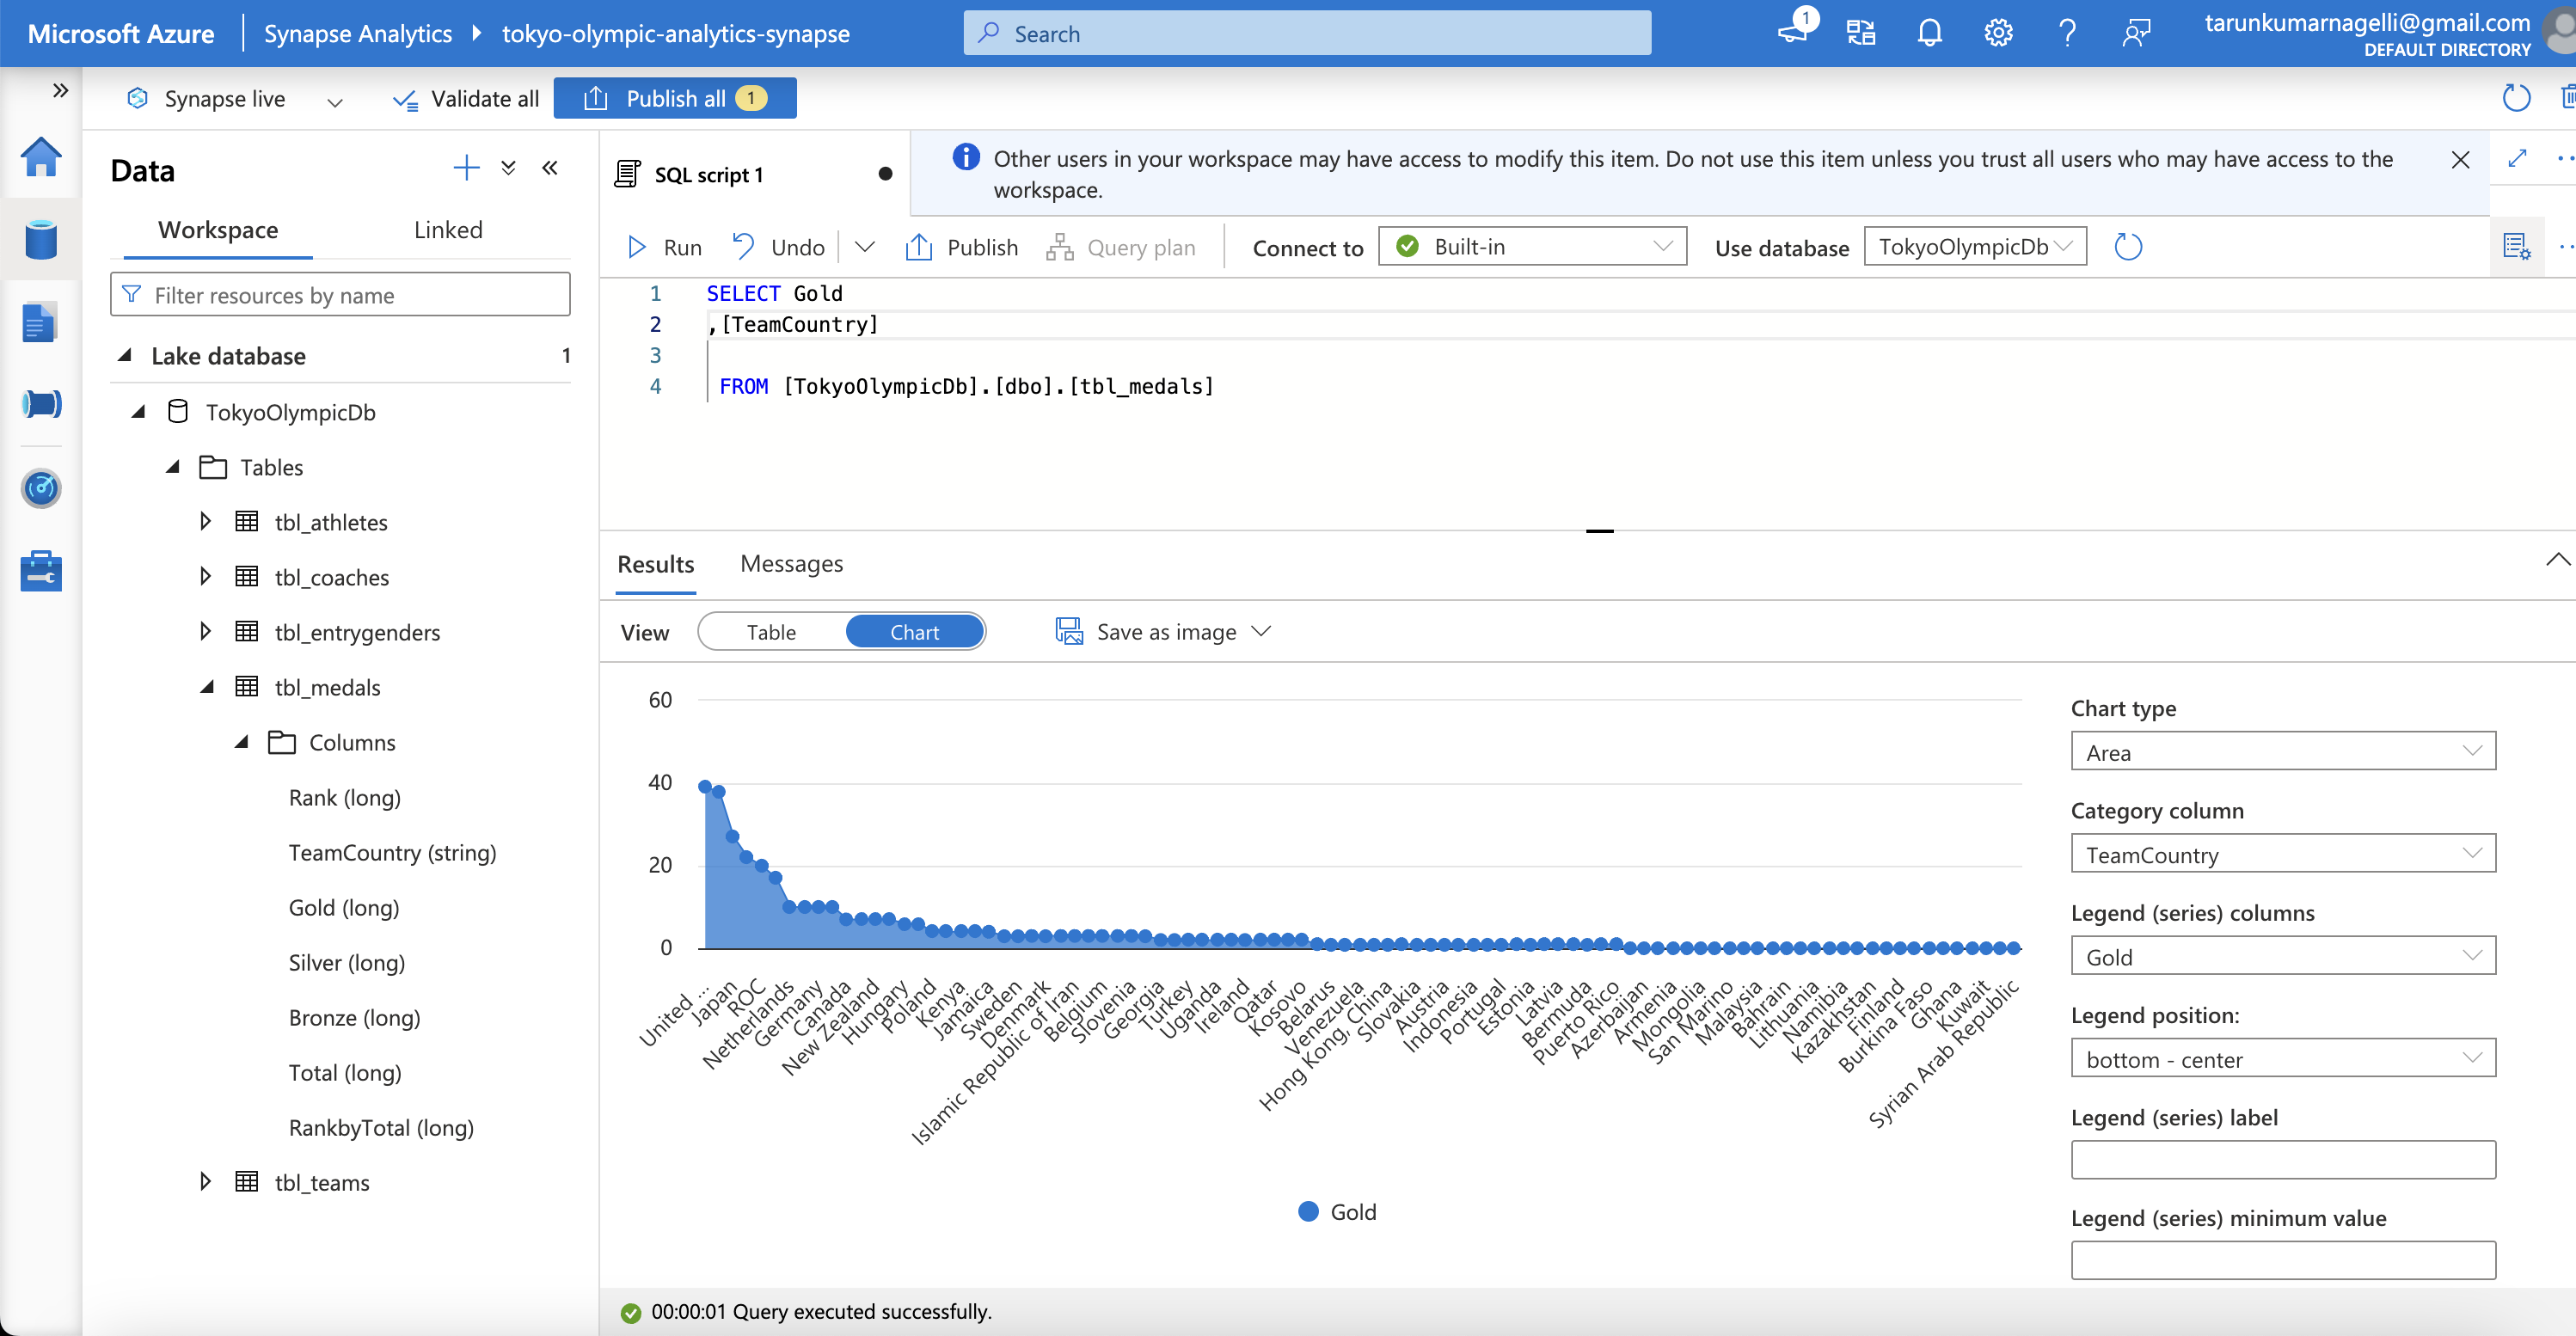 Microsoft Azure
Synapse Analytics
tokyo-olympic-analytics-synapse
Search
1
tarunkumarnagelli@gmail.com
DEFAULT DIRECTORY
Synapse live
Validate all
Publish all 1
Data
Workspace
Linked
Filter resources by name
Lake database 1
TokyoOlympicDb
Tables
tbl_athletes
tbl_coaches
tbl_entrygenders
tbl_medals
Columns
Rank (long)
TeamCountry (string)
Gold (long)
Silver (long)
Bronze (long)
Total (long)
RankbyTotal (long)
tbl_teams
SQL script 1
Other users in your workspace may have access to modify this item. Do not use this item unless you trust all users who may have access to the
workspace.
Run
Undo
Publish
Query plan
Connect to
Built-in
Use database
TokyoOlympicDb
1 SELECT Gold
2 ,[TeamCountry]
3
4 FROM [TokyoOlympicDb].[dbo].[tbl_medals]
Results
Messages
View
Table
Chart
Save as image
60
40
20
0
United ...
Japan
ROC
Netherlands
Germany
Canada
New Zealand
Hungary
Poland
Kenya
Jamaica
Sweden
Denmark
Islamic Republic of Iran
Belgium
Slovenia
Georgia
Turkey
Uganda
Ireland
Qatar
Kosovo
Belarus
Venezuela
Hong Kong, China
Slovakia
Austria
Indonesia
Portugal
Estonia
Latvia
Bermuda
Puerto Rico
Azerbaijan
Armenia
Mongolia
San Marino
Malaysia
Bahrain
Lithuania
Namibia
Kazakhstan
Finland
Burkina Faso
Ghana
Kuwait
Syrian Arab Republic
Gold
Chart type
Area
Category column
TeamCountry
Legend (series) columns
Gold
Legend position:
bottom - center
Legend (series) label
Legend (series) minimum value
00:00:01 Query executed successfully.